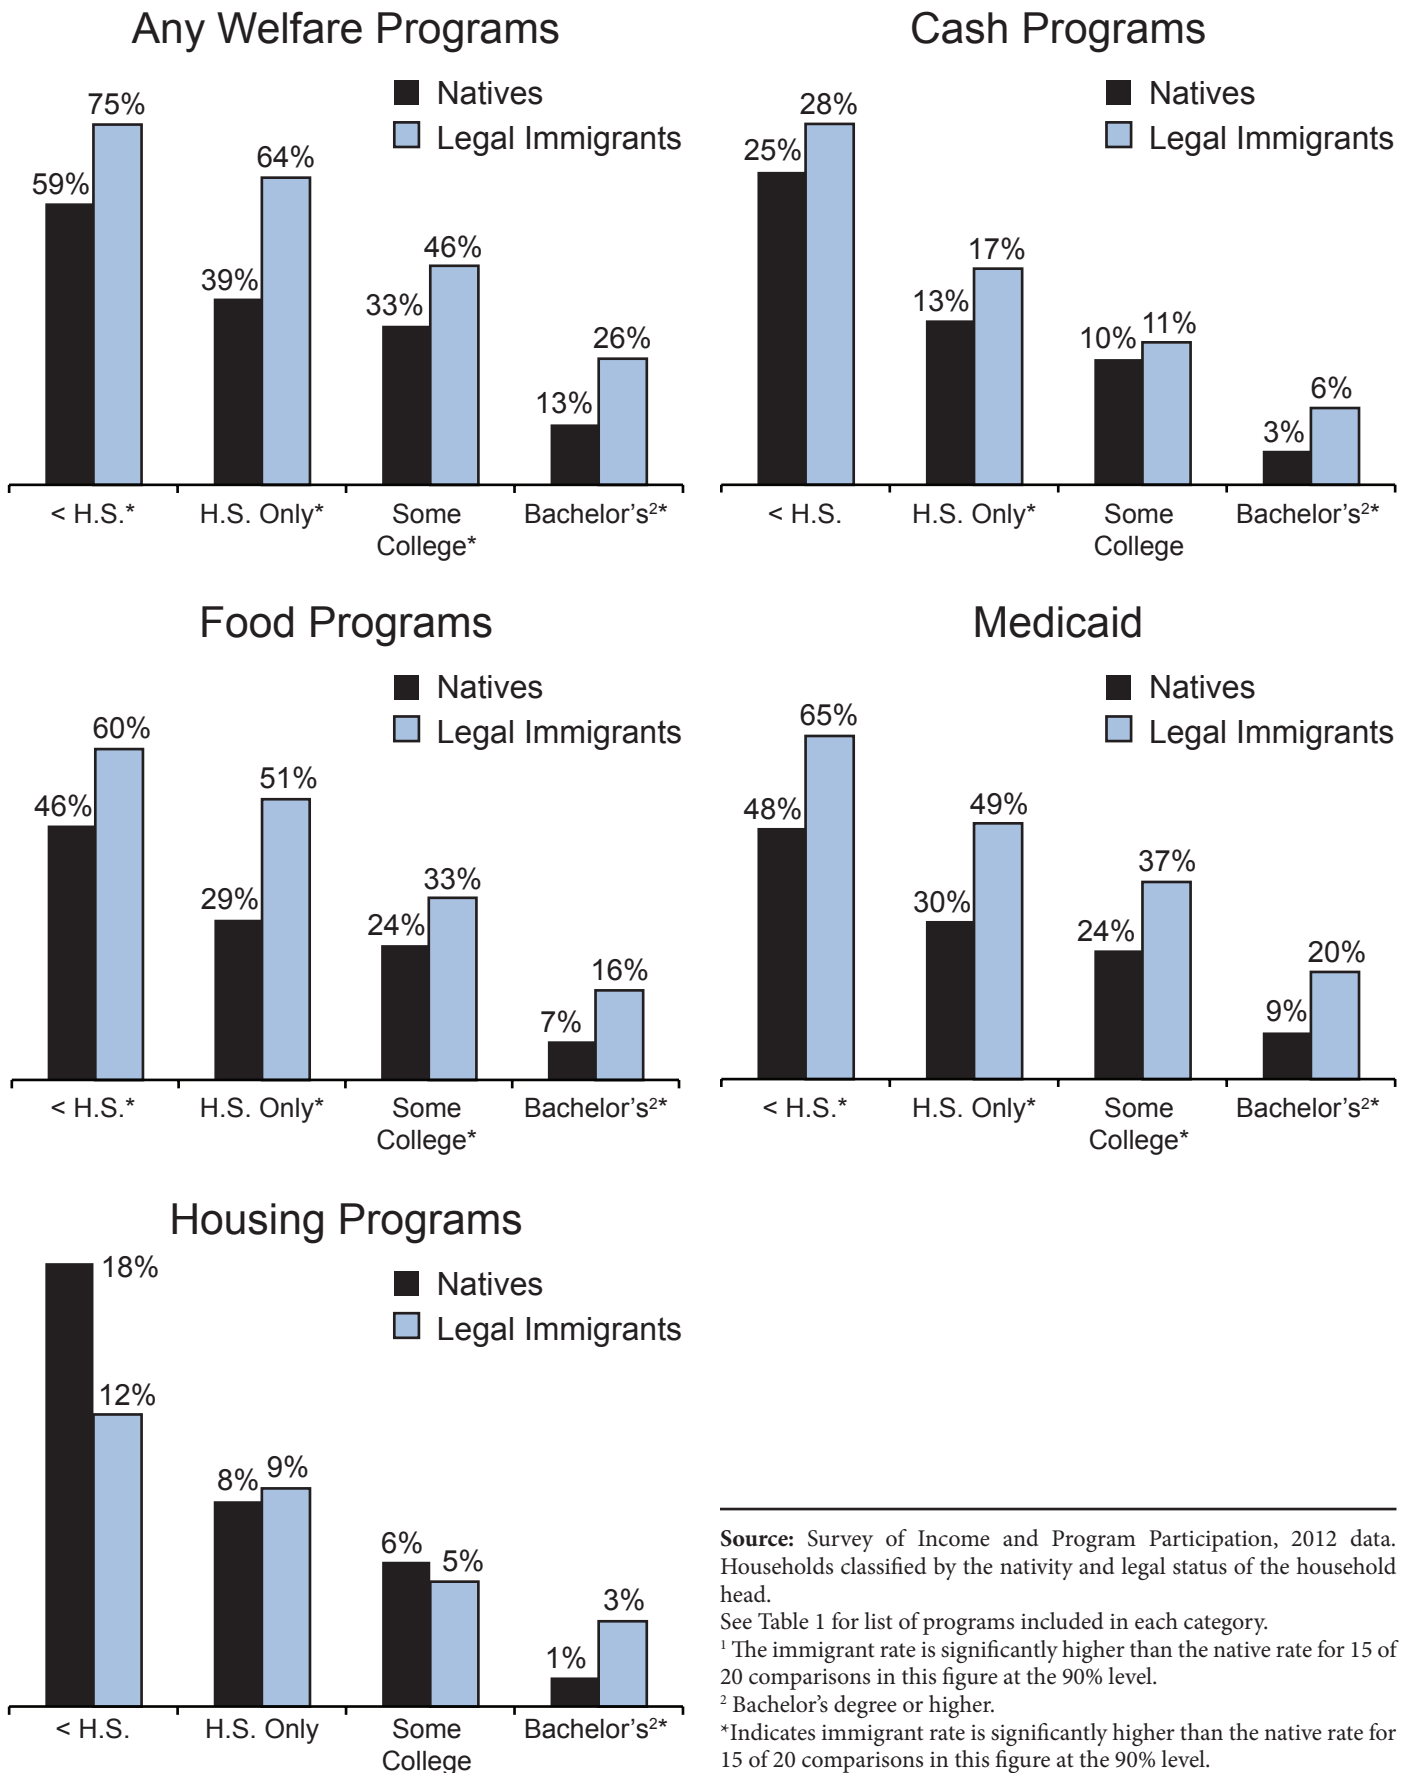 Any Welfare Programs
Natives
Legal Immigrants
59%
75%
39%
64%
33%
46%
13%
26%
< H.S.*
H.S. Only*
Some
College*
Bachelor's²*
Cash Programs
Natives
Legal Immigrants
25%
28%
13%
17%
10%
11%
3%
6%
< H.S.
H.S. Only*
Some
College
Bachelor's²*
Food Programs
Natives
Legal Immigrants
46%
60%
29%
51%
24%
33%
7%
16%
< H.S.*
H.S. Only*
Some
College*
Bachelor's²*
Medicaid
Natives
Legal Immigrants
48%
65%
30%
49%
24%
37%
9%
20%
< H.S.*
H.S. Only*
Some
College*
Bachelor's²*
Housing Programs
Natives
Legal Immigrants
18%
12%
8%
9%
6%
5%
1%
3%
< H.S.
H.S. Only
Some
College
Bachelor's²*
Source: Survey of Income and Program Participation, 2012 data.
Households classified by the nativity and legal status of the household
head.
See Table 1 for list of programs included in each category.
¹ The immigrant rate is significantly higher than the native rate for 15 of
20 comparisons in this figure at the 90% level.
² Bachelor's degree or higher.
*Indicates immigrant rate is significantly higher than the native rate for
15 of 20 comparisons in this figure at the 90% level.